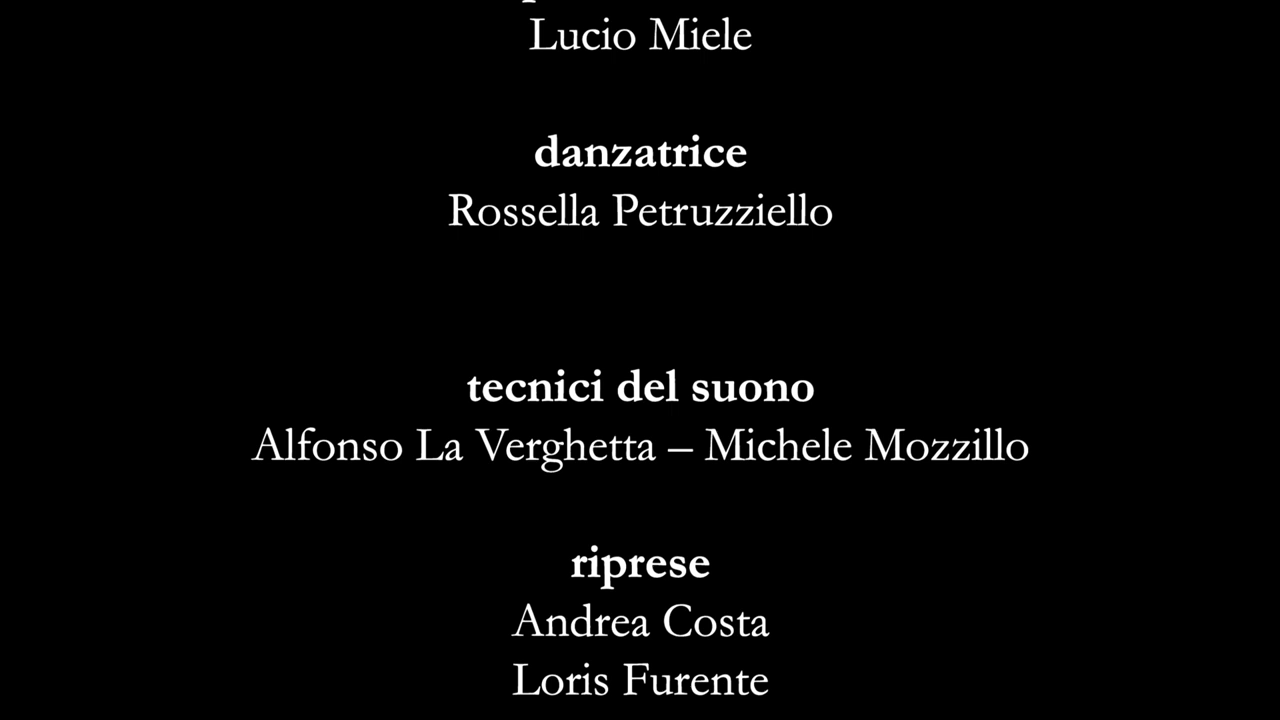 Lucio Miele
danzatrice
Rossella Petruzziello
tecnici del suono
Alfonso La Verghetta – Michele Mozzillo
riprese
Andrea Costa
Loris Furente